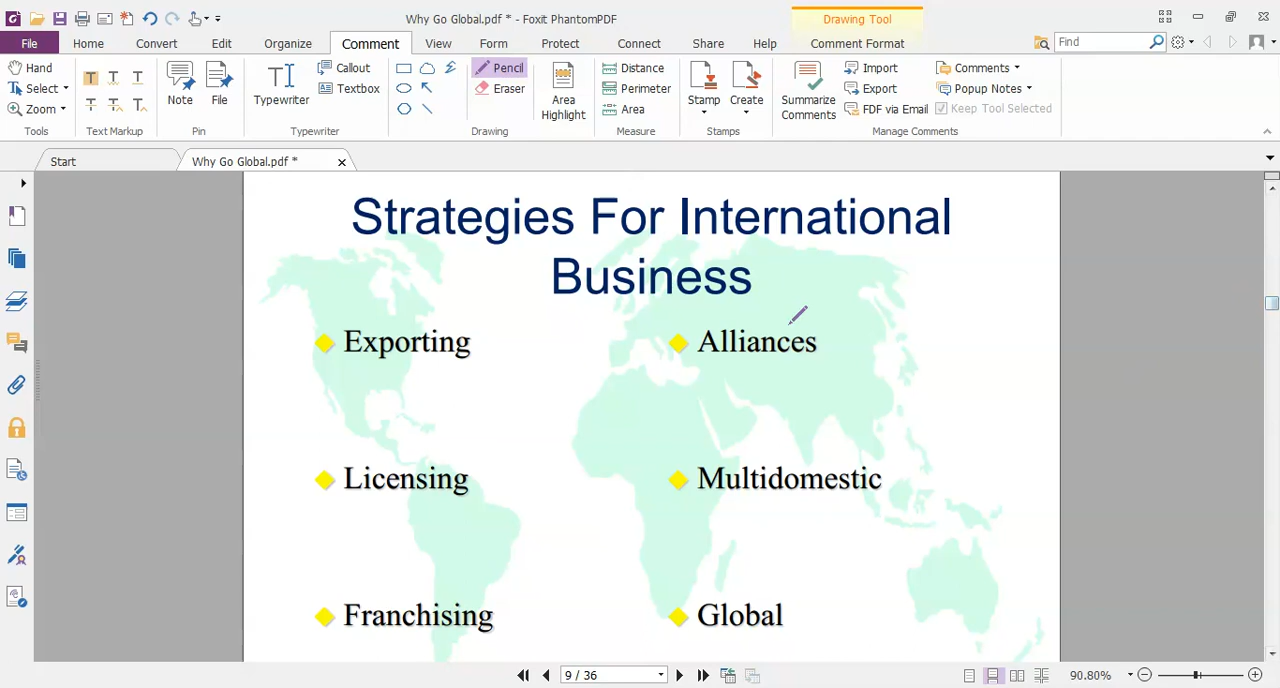 Why Go Global.pdf * - Foxit PhantomPDF
Drawing Tool
File Home Convert Edit Organize Comment View Form Protect Connect Share Help Comment Format Find
Hand
Select
Zoom
Tools
Text Markup
Note
File
Pin
Typewriter
Callout
Textbox
Typewriter
Pencil
Eraser
Drawing
Area Highlight
Distance
Perimeter
Area
Measure
Stamp
Create
Stamps
Summarize Comments
Import
Export
FDF via Email
Comments
Popup Notes
Keep Tool Selected
Manage Comments
Start
Why Go Global.pdf *
Strategies For International
Business
Exporting
Alliances
Licensing
Multidomestic
Franchising
Global
9 / 36
90.80%